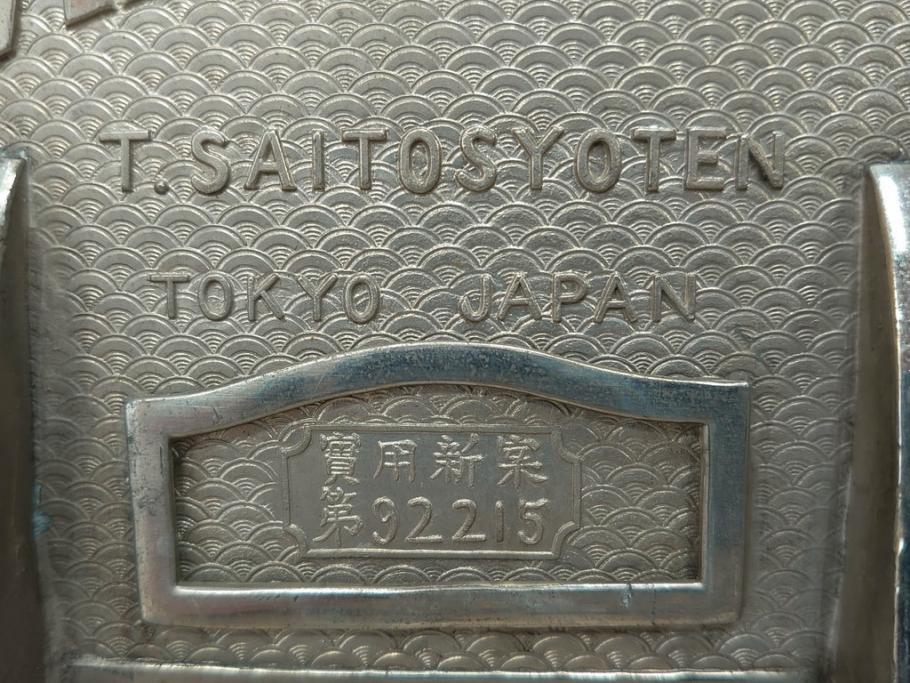 T. SAITOSYOTEN
TOKYO JAPAN
實用新案
第92215